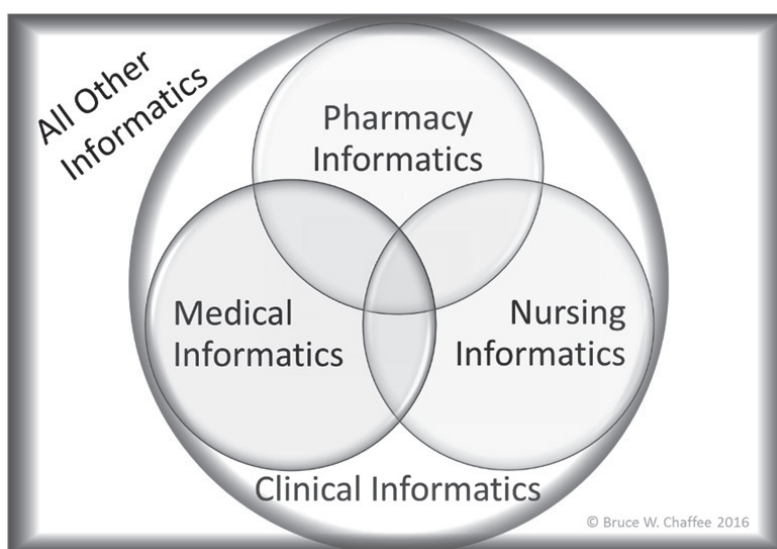 All Other
Informatics
Pharmacy
Informatics
Medical
Informatics
Nursing
Informatics
Clinical Informatics
© Bruce W. Chaffee 2016